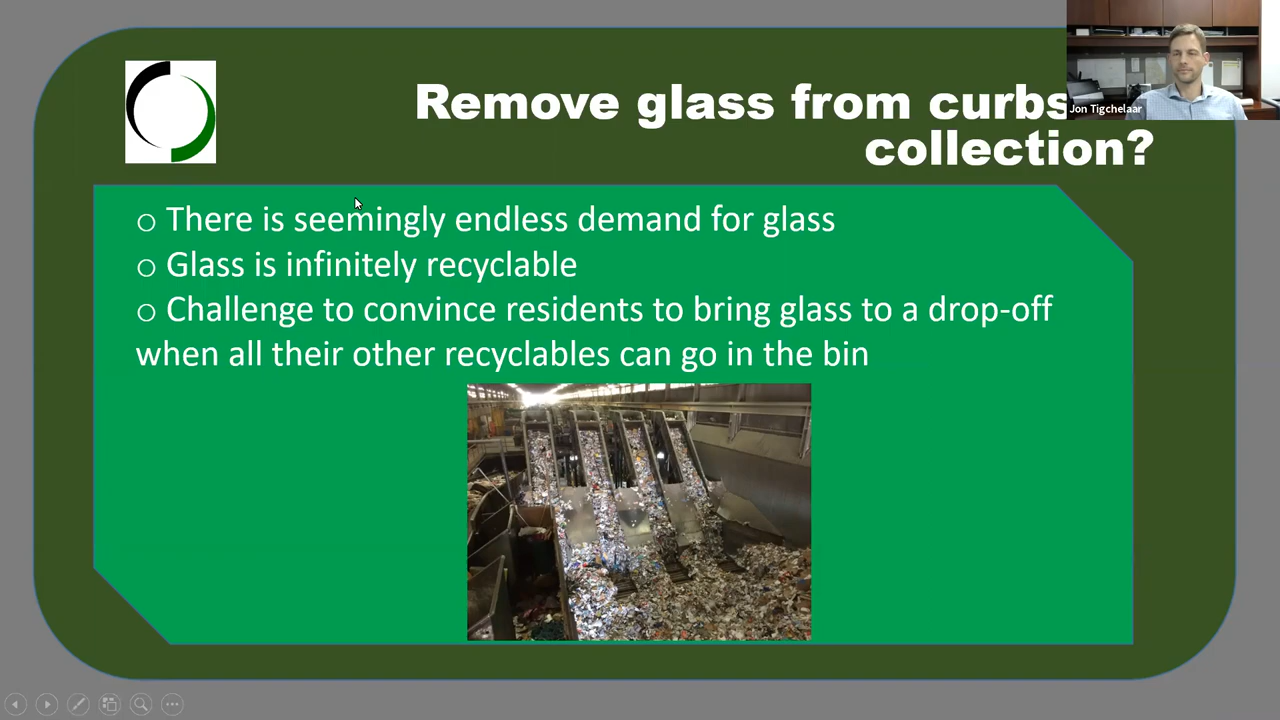 Remove glass from curbs
collection?
Jon Tigchelaar
o There is seemingly endless demand for glass
o Glass is infinitely recyclable
o Challenge to convince residents to bring glass to a drop-off
when all their other recyclables can go in the bin